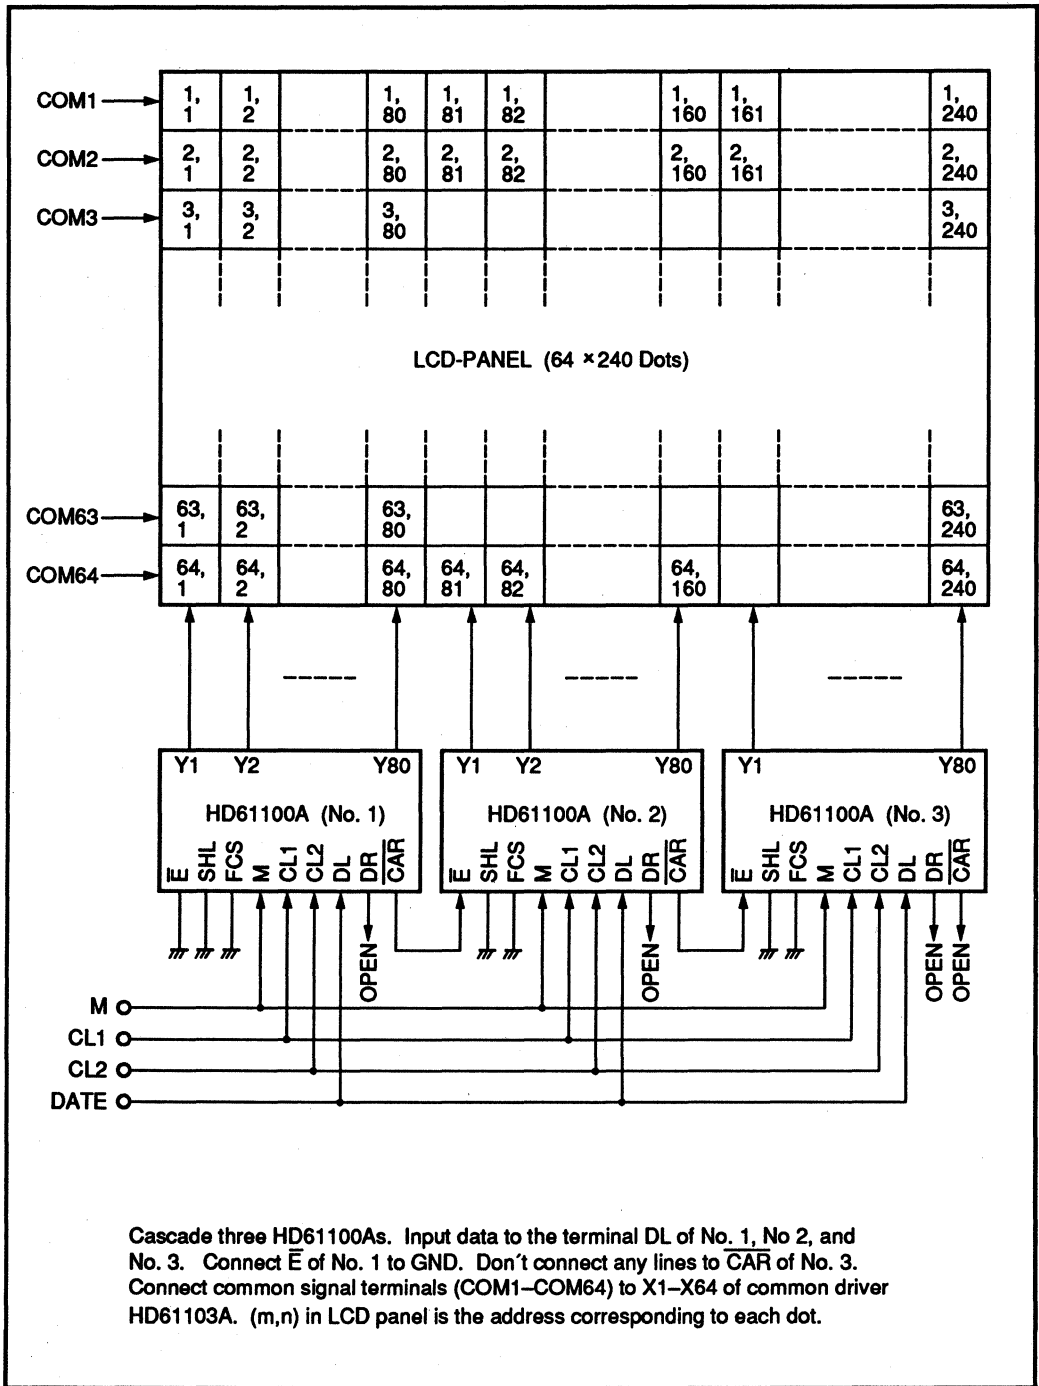 COM1 1, 1 1, 2 1, 80 1, 81 1, 82 1, 160 1, 161 1, 240
COM2 2, 1 2, 2 2, 80 2, 81 2, 82 2, 160 2, 161 2, 240
COM3 3, 1 3, 2 3, 80 3, 240
LCD-PANEL (64 × 240 Dots)
COM63 63, 1 63, 2 63, 80 63, 240
COM64 64, 1 64, 2 64, 80 64, 81 64, 82 64, 160 64, 240
Y1 Y2 Y80 Y1 Y2 Y80 Y1 Y80
HD61100A (No. 1) HD61100A (No. 2) HD61100A (No. 3)
E̅ SHL FCS M CL1 CL2 DL DR C̅A̅R̅ E̅ SHL FCS M CL1 CL2 DL DR C̅A̅R̅ E̅ SHL FCS M CL1 CL2 DL DR C̅A̅R̅
OPEN OPEN OPEN OPEN
M
CL1
CL2
DATE
Cascade three HD61100As. Input data to the terminal DL of No. 1, No 2, and
No. 3. Connect E̅ of No. 1 to GND. Don't connect any lines to C̅A̅R̅ of No. 3.
Connect common signal terminals (COM1–COM64) to X1–X64 of common driver
HD61103A. (m,n) in LCD panel is the address corresponding to each dot.